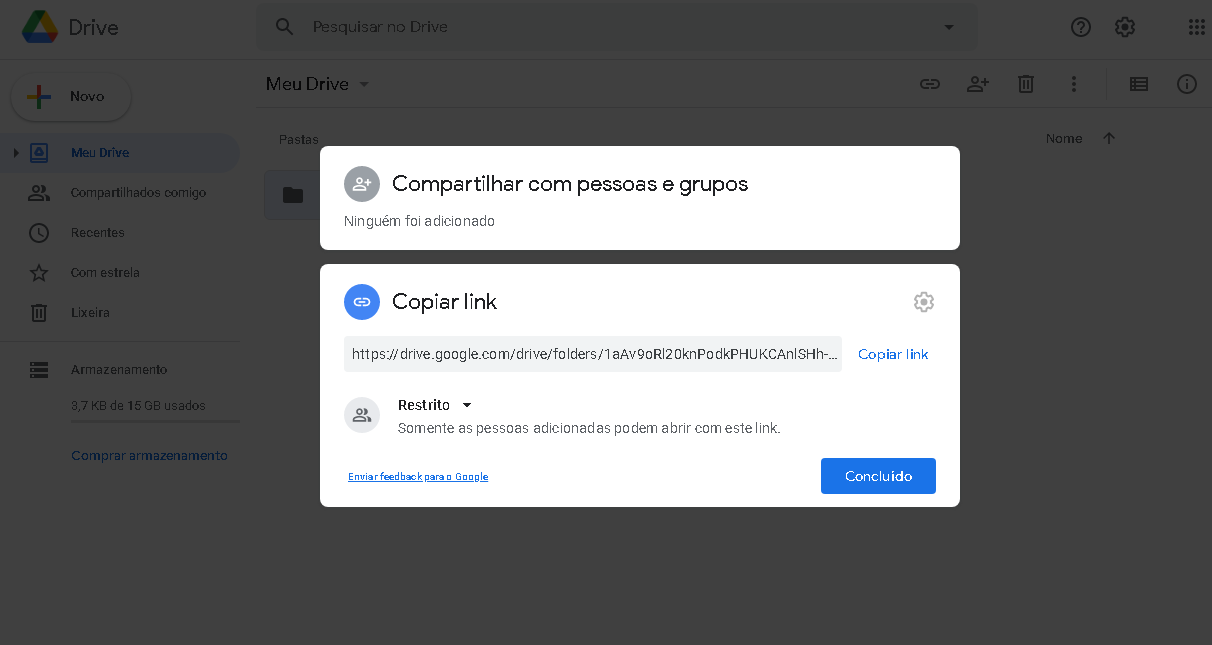 Drive
Pesquisar no Drive
Novo
Meu Drive
Meu Drive
Compartilhados comigo
Recentes
Com estrela
Lixeira
Armazenamento
3,7 KB de 15 GB usados
Comprar armazenamento
Pastas
Nome
Compartilhar com pessoas e grupos
Ninguém foi adicionado
Copiar link
https://drive.google.com/drive/folders/1aAv9oRl20knPodkPHUKCAnlSHh-...
Copiar link
Restrito
Somente as pessoas adicionadas podem abrir com este link.
Enviar feedback para o Google
Concluído